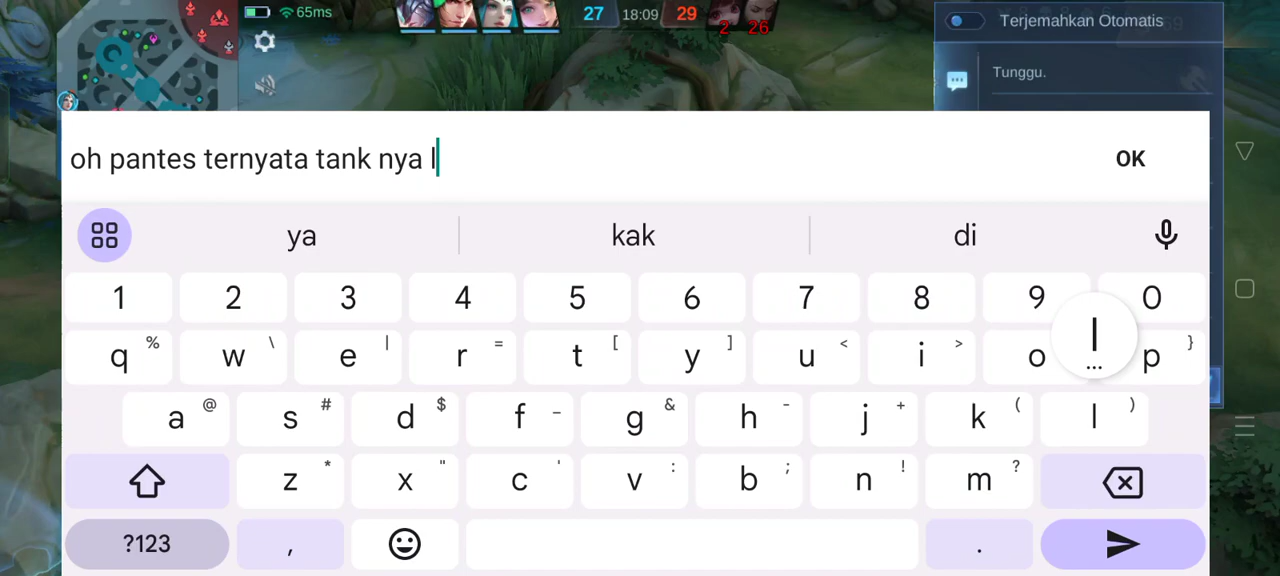 65ms
27 18:09 29
2 26
Terjemahkan Otomatis
Tunggu.
oh pantes ternyata tank nya l
OK
ya kak di
1 2 3 4 5 6 7 8 9 0
q % w \ e | r = t [ y ] u < i > o p }
l
...
a @ s # d $ f _ g & h - j + k ( l )
z * x " c ' v : b ; n ! m ?
?123 , .